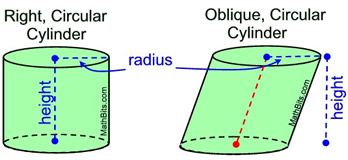 Right, Circular
Cylinder
Oblique, Circular
Cylinder
radius
height
MathBits.com
MathBits.com
height